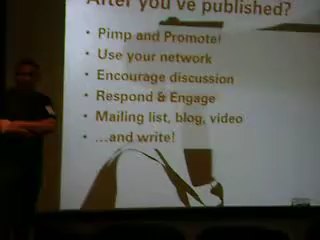 After you've published?
• Pimp and Promote!
• Use your network
• Encourage discussion
• Respond & Engage
• Mailing list, blog, video
• ...and write!